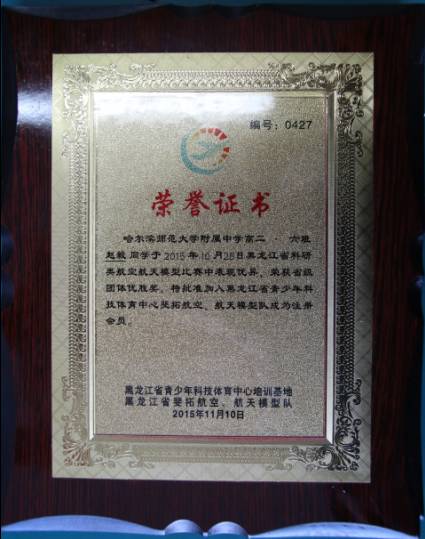 编号：0427
荣誉证书
哈尔滨师范大学附属中学高二·六班
赵毅同学于2015年10月25日黑龙江省科研
类航空航天模型比赛中表现优异，荣获省级
团体优胜奖。特批准加入黑龙江省青少年科
技体育中心斐拓航空、航天模型队成为注册
会员。
黑龙江省青少年科技体育中心培训基地
黑龙江省斐拓航空、航天模型队
2015年11月10日